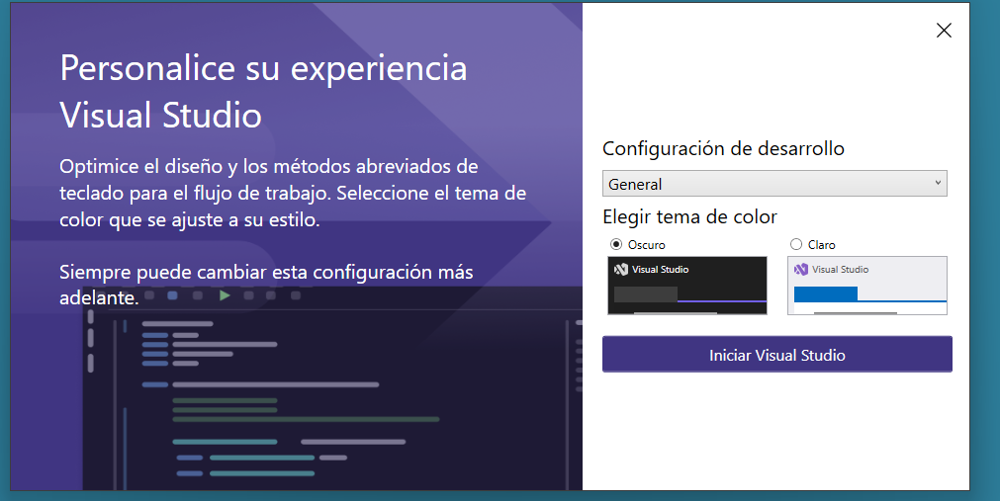 Personalice su experiencia
Visual Studio
Optimice el diseño y los métodos abreviados de
teclado para el flujo de trabajo. Seleccione el tema de
color que se ajuste a su estilo.
Siempre puede cambiar esta configuración más
adelante.
Configuración de desarrollo
General
Elegir tema de color
Oscuro
Claro
Visual Studio
Visual Studio
Iniciar Visual Studio